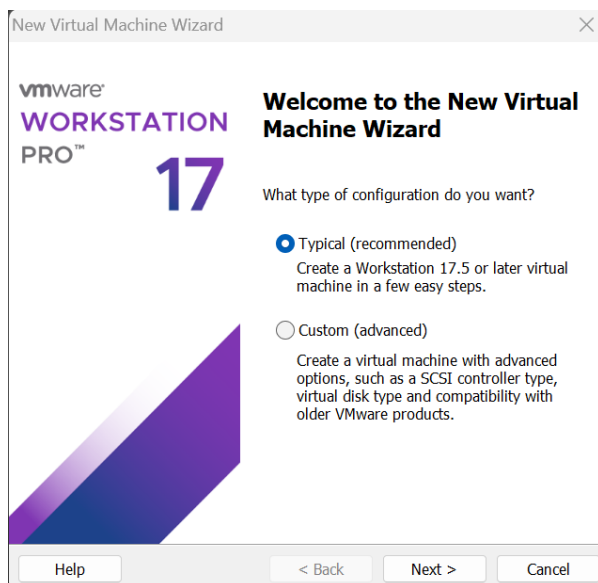 New Virtual Machine Wizard
vmware®
WORKSTATION
PRO™
17
Welcome to the New Virtual
Machine Wizard
What type of configuration do you want?
Typical (recommended)
Create a Workstation 17.5 or later virtual
machine in a few easy steps.
Custom (advanced)
Create a virtual machine with advanced
options, such as a SCSI controller type,
virtual disk type and compatibility with
older VMware products.
Help
< Back
Next >
Cancel